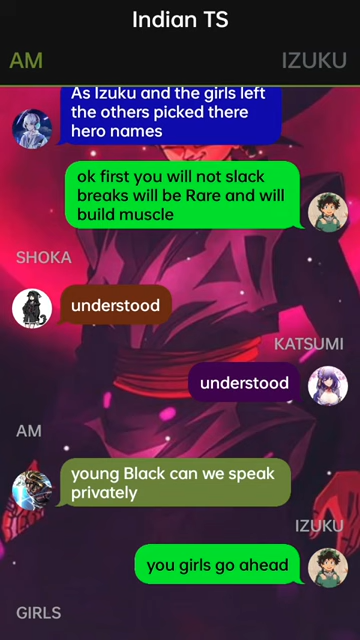 Indian TS
AM
IZUKU
As Izuku and the girls left
the others picked there
hero names
ok first you will not slack
breaks will be Rare and will
build muscle
SHOKA
understood
KATSUMI
understood
AM
young Black can we speak
privately
IZUKU
you girls go ahead
GIRLS